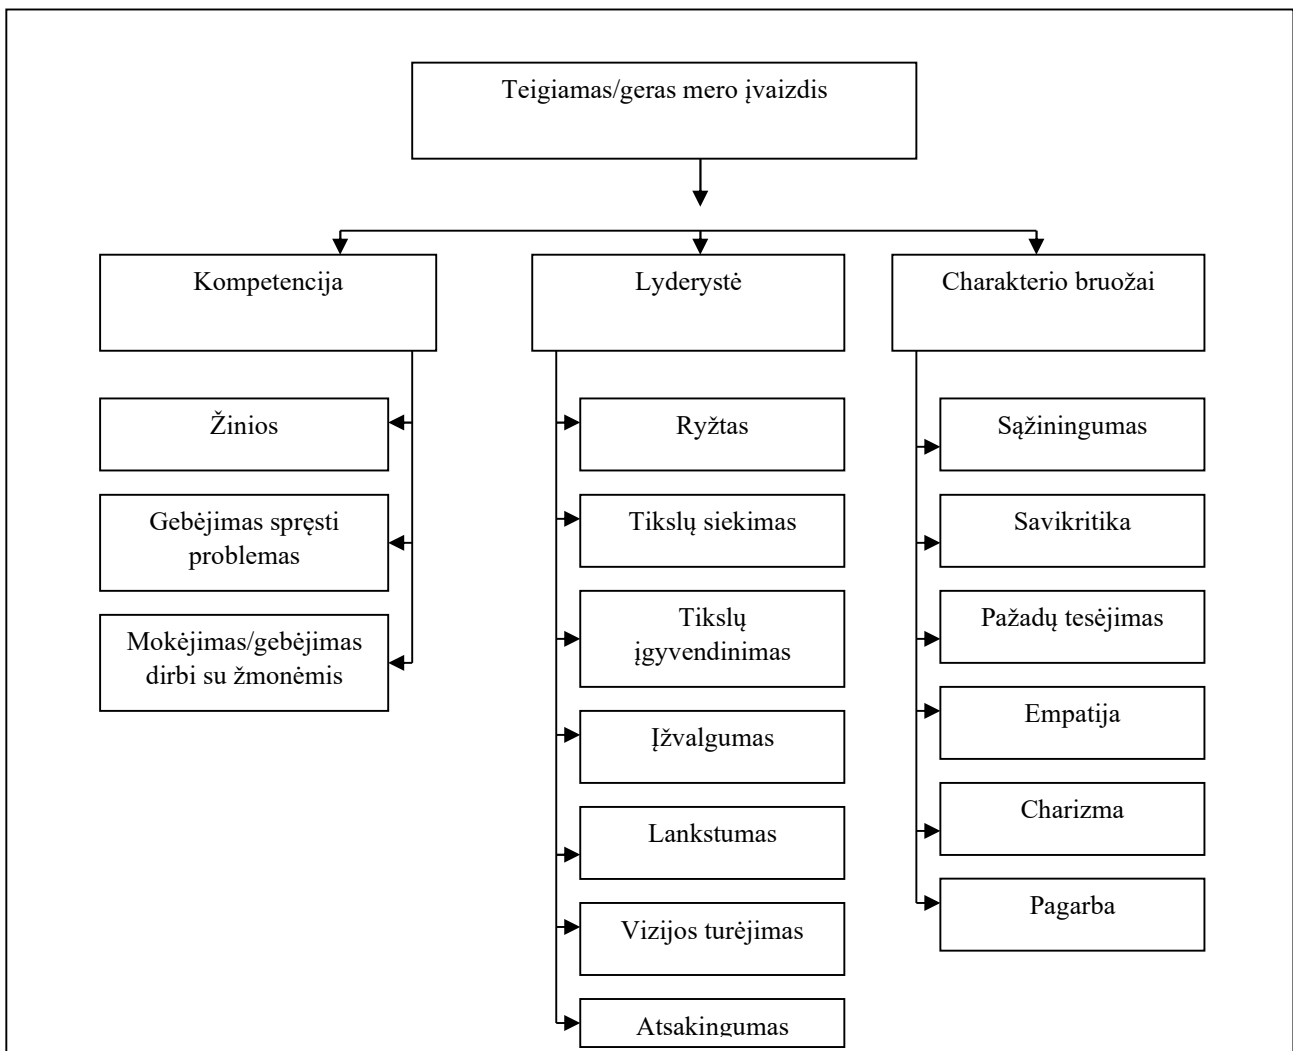 Teigiamas/geras mero įvaizdis
Kompetencija
Lyderystė
Charakterio bruožai
Žinios
Gebėjimas spręsti
problemas
Mokėjimas/gebėjimas
dirbi su žmonėmis
Ryžtas
Tikslų siekimas
Tikslų
įgyvendinimas
Įžvalgumas
Lankstumas
Vizijos turėjimas
Atsakingumas
Sąžiningumas
Savikritika
Pažadų tesėjimas
Empatija
Charizma
Pagarba